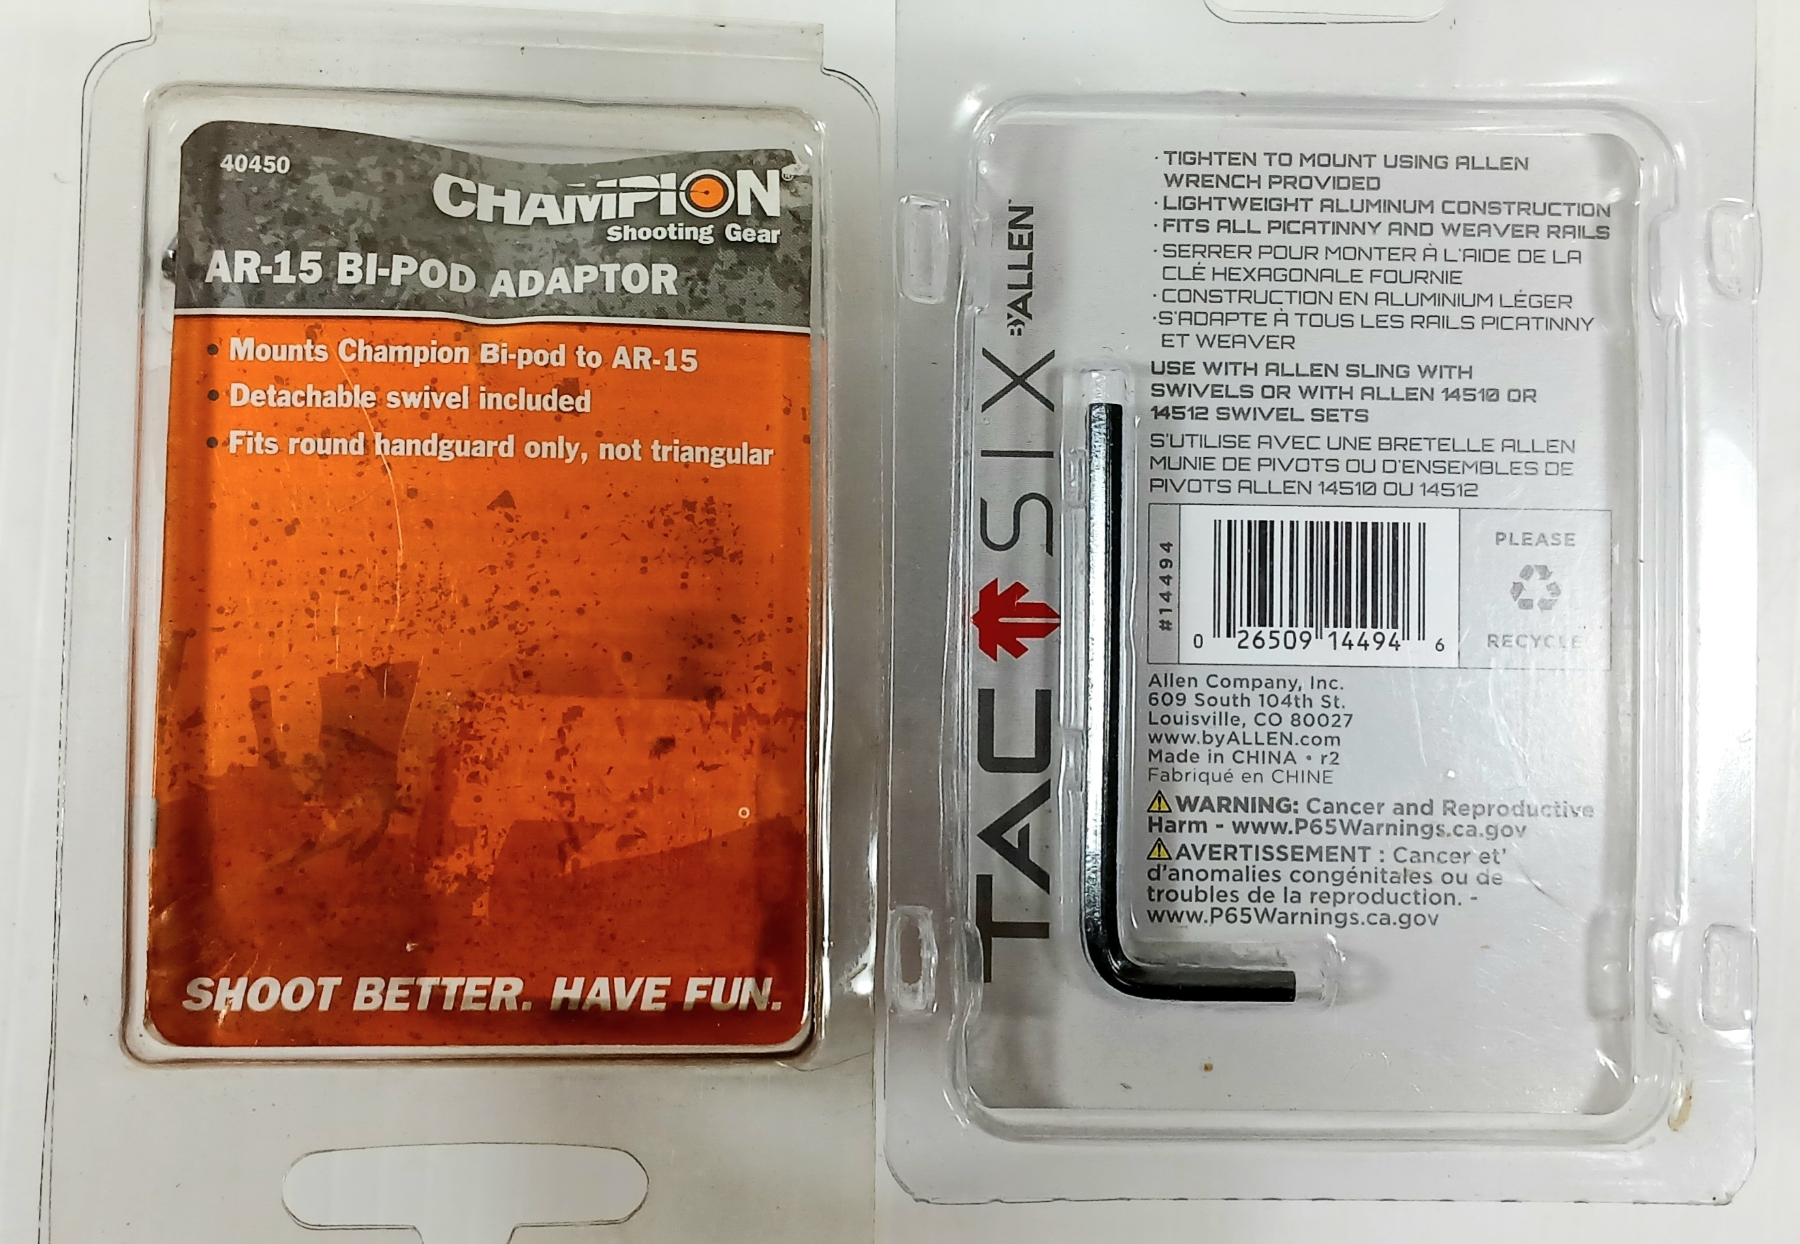 40450
CHAMPION®
Shooting Gear
AR-15 BI-POD ADAPTOR
• Mounts Champion Bi-pod to AR-15
• Detachable swivel included
• Fits round handguard only, not triangular
SHOOT BETTER. HAVE FUN.
TAC SIX BY ALLEN™
· TIGHTEN TO MOUNT USING ALLEN
WRENCH PROVIDED
· LIGHTWEIGHT ALUMINUM CONSTRUCTION
· FITS ALL PICATINNY AND WEAVER RAILS
· SERRER POUR MONTER À L'AIDE DE LA
CLÉ HEXAGONALE FOURNIE
· CONSTRUCTION EN ALUMINIUM LÉGER
·S'ADAPTE À TOUS LES RAILS PICATINNY
ET WEAVER
USE WITH ALLEN SLING WITH
SWIVELS OR WITH ALLEN 14510 OR
14512 SWIVEL SETS
S'UTILISE AVEC UNE BRETELLE ALLEN
MUNIE DE PIVOTS OU D'ENSEMBLES DE
PIVOTS ALLEN 14510 OU 14512
#14494
0 26509 14494 6
PLEASE
RECYCLE
Allen Company, Inc.
609 South 104th St.
Louisville, CO 80027
www.byALLEN.com
Made in CHINA • r2
Fabriqué en CHINE
WARNING: Cancer and Reproductive
Harm - www.P65Warnings.ca.gov
AVERTISSEMENT : Cancer et'
d'anomalies congénitales ou de
troubles de la reproduction. -
www.P65Warnings.ca.gov